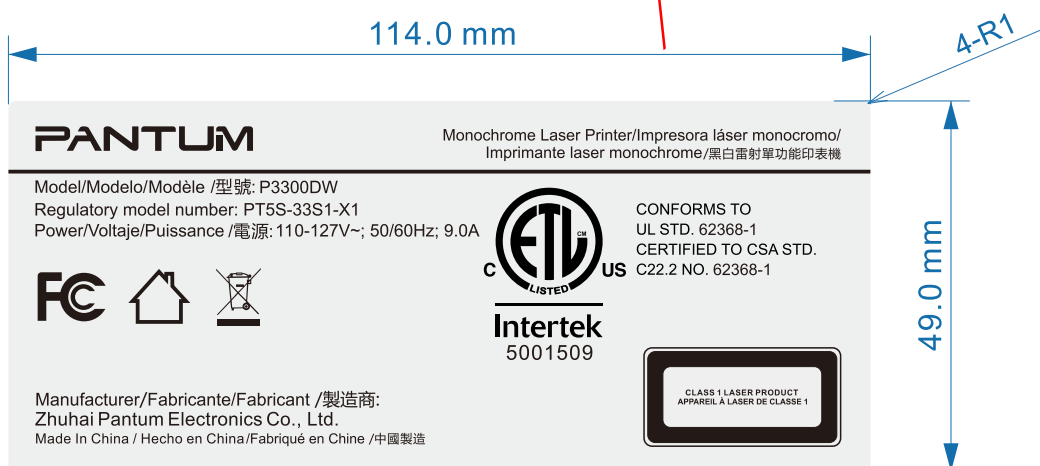 114.0 mm
4-R1
PANTUM
Monochrome Laser Printer/Impresora láser monocromo/
Imprimante laser monochrome/黑白雷射單功能印表機
Model/Modelo/Modèle /型號: P3300DW
Regulatory model number: PT5S-33S1-X1
Power/Voltaje/Puissance /電源: 110-127V~; 50/60Hz; 9.0A
FC
ETL
CM
LISTED
C US
Intertek
5001509
CONFORMS TO
UL STD. 62368-1
CERTIFIED TO CSA STD.
C22.2 NO. 62368-1
49.0 mm
CLASS 1 LASER PRODUCT
APPAREIL À LASER DE CLASSE 1
Manufacturer/Fabricante/Fabricant /製造商:
Zhuhai Pantum Electronics Co., Ltd.
Made In China / Hecho en China/Fabriqué en Chine /中國製造